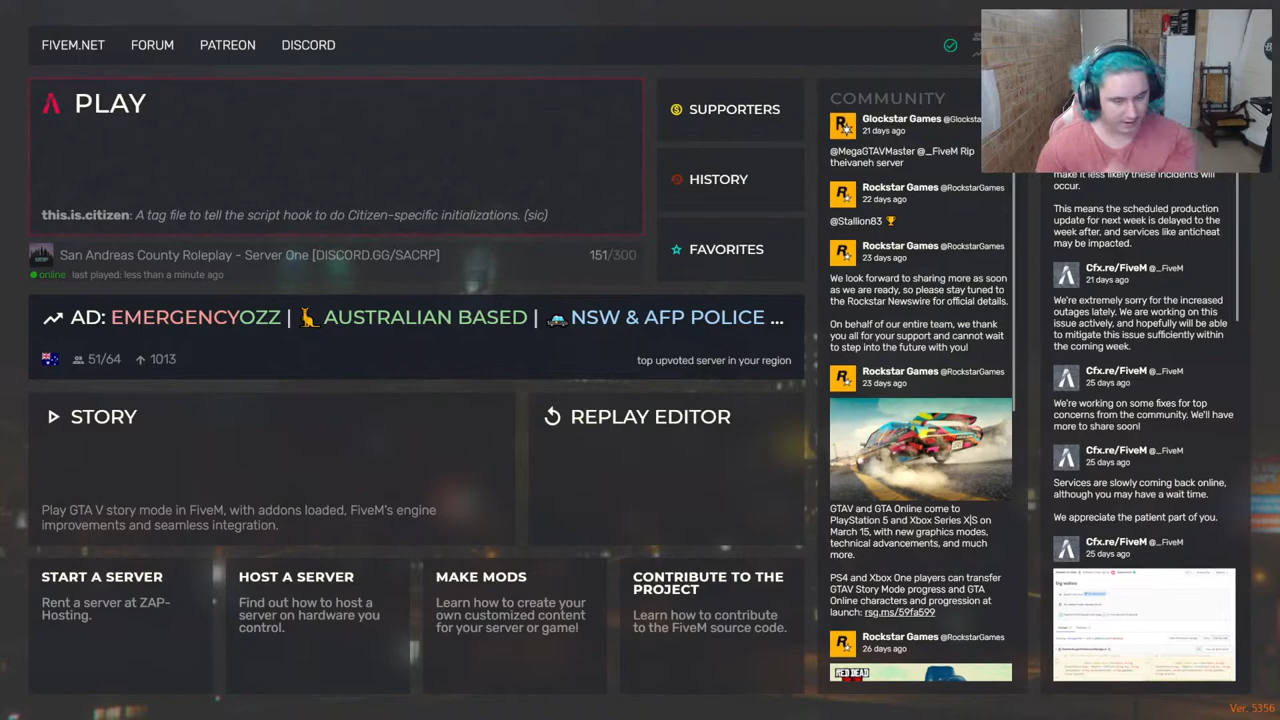 FIVEM.NET
FORUM
PATREON
DISCORD
PLAY
this.is.citizen: A tag file to tell the script hook to do Citizen-specific initializations. (sic)
San Andreas County Roleplay - Server One [DISCORD.GG/SACRP]
151/300
online last played: less than a minute ago
SUPPORTERS
HISTORY
FAVORITES
AD: EMERGENCYOZZ | 🦘AUSTRALIAN BASED | 🚓NSW & AFP POLICE ...
51/64
1013
top upvoted server in your region
STORY
Play GTA V story mode in FiveM, with addons loaded, FiveM's engine
improvements and seamless integration.
REPLAY EDITOR
START A SERVER
Rent a server at ZAP-
Hosting.
HOST A SERVER
Find out how to host a
server on hardware you
control.
MAKE MODS
Learn how to create your
own customized content
for your server or game!
CONTRIBUTE TO THE
PROJECT
Learn how to contribute
to the FiveM source code.
COMMUNITY
Glockstar Games @Glocksta
21 days ago
@MegaGTAVMaster @_FiveM Rip
theivaneh server
Rockstar Games @RockstarGames
22 days ago
@Stallion83 🏆
Rockstar Games @RockstarGames
23 days ago
We look forward to sharing more as soon
as we are ready, so please stay tuned to
the Rockstar Newswire for official details.
On behalf of our entire team, we thank
you all for your support and cannot wait
to step into the future with you!
Rockstar Games @RockstarGames
23 days ago
GTAV and GTA Online come to
PlayStation 5 and Xbox Series X|S on
March 15, with new graphics modes,
technical advancements, and much
more.
PS4 and Xbox One players can transfer
GTAV Story Mode progress and GTA
Online characters and progression at
launch: rsg.ms/59fa599
Rockstar Games @RockstarGames
26 days ago
RED DEAD
make it less likely these incidents will
occur.
This means the scheduled production
update for next week is delayed to the
week after, and services like anticheat
may be impacted.
Cfx.re/FiveM @_FiveM
21 days ago
We're extremely sorry for the increased
outages lately. We are working on this
issue actively, and hopefully will be able
to mitigate this issue sufficiently within
the coming week.
Cfx.re/FiveM @_FiveM
25 days ago
We're working on some fixes for top
concerns from the community. We'll have
more to share soon!
Cfx.re/FiveM @_FiveM
25 days ago
Services are slowly coming back online,
although you may have a wait time.
We appreciate the patient part of you.
Cfx.re/FiveM @_FiveM
25 days ago
Ver. 5356